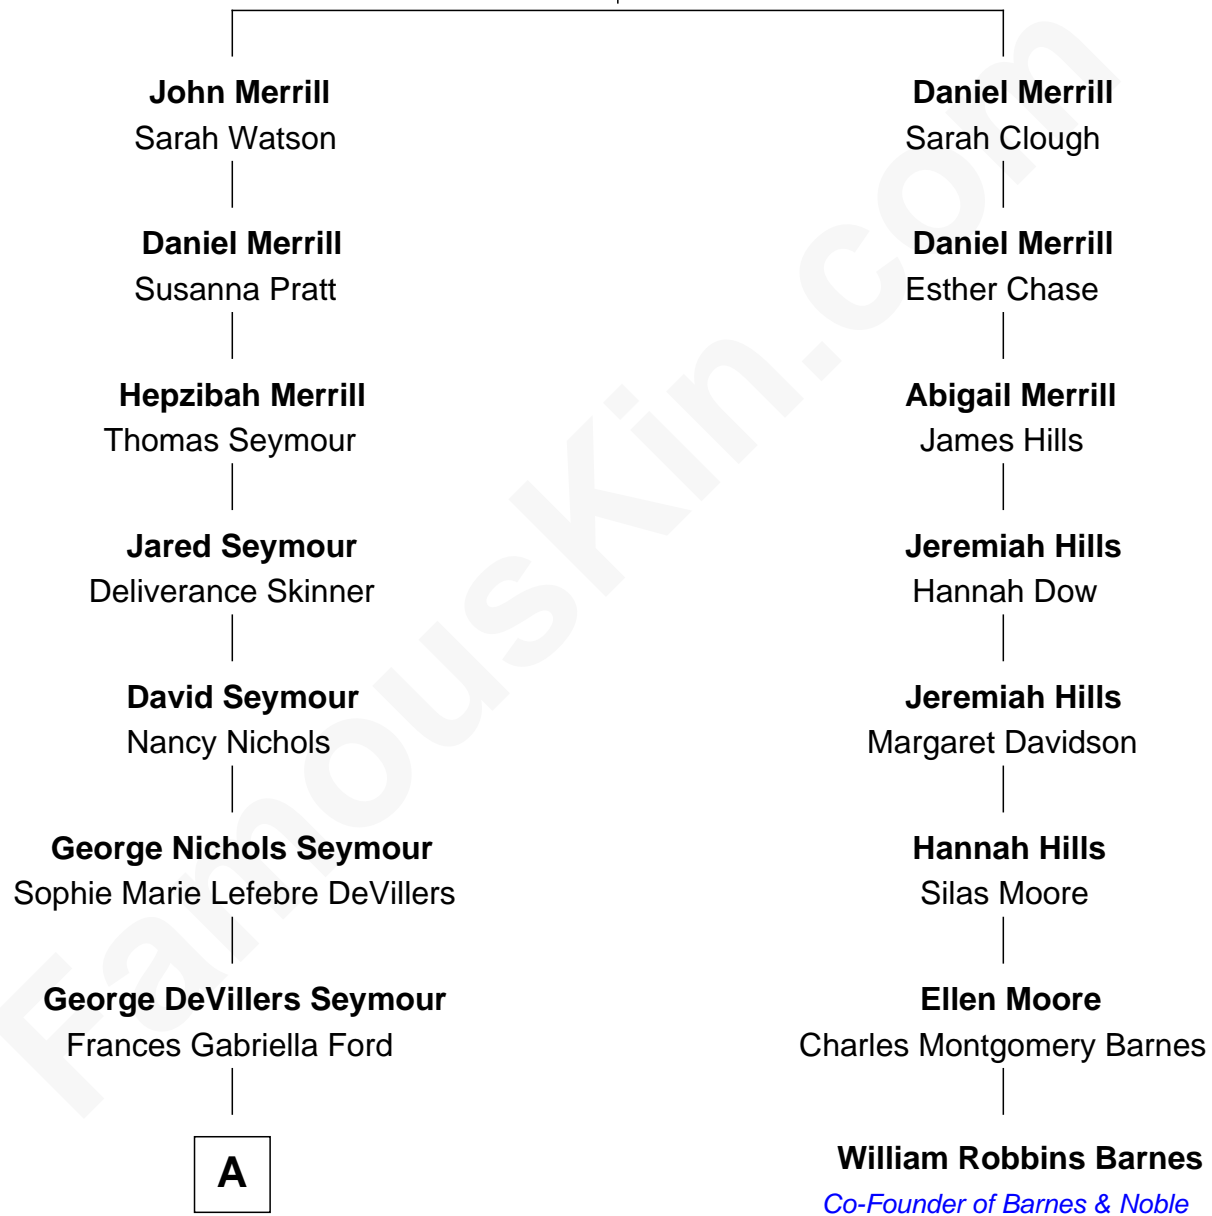 John Merrill
Sarah Watson
Daniel Merrill
Susanna Pratt
Hepzibah Merrill
Thomas Seymour
Jared Seymour
Deliverance Skinner
David Seymour
Nancy Nichols
George Nichols Seymour
Sophie Marie Lefebre DeVillers
George DeVillers Seymour
Frances Gabriella Ford
A
Daniel Merrill
Sarah Clough
Daniel Merrill
Esther Chase
Abigail Merrill
James Hills
Jeremiah Hills
Hannah Dow
Jeremiah Hills
Margaret Davidson
Hannah Hills
Silas Moore
Ellen Moore
Charles Montgomery Barnes
William Robbins Barnes
Co-Founder of Barnes & Noble
FamousKin.com